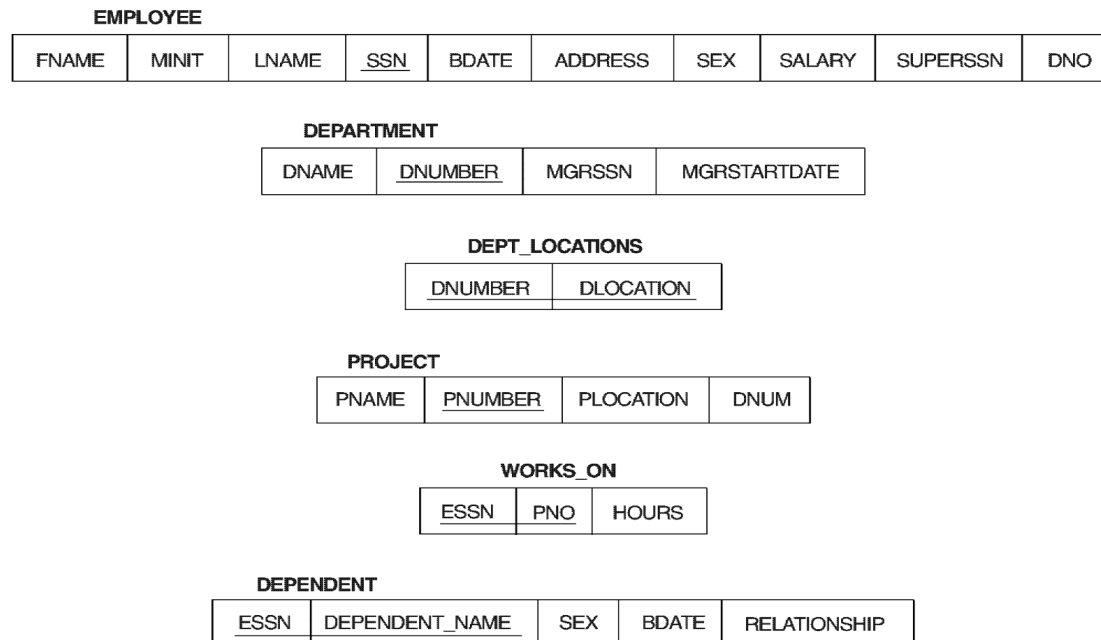 EMPLOYEE
FNAME MINIT LNAME SSN BDATE ADDRESS SEX SALARY SUPERSSN DNO
DEPARTMENT
DNAME DNUMBER MGRSSN MGRSTARTDATE
DEPT_LOCATIONS
DNUMBER DLOCATION
PROJECT
PNAME PNUMBER PLOCATION DNUM
WORKS_ON
ESSN PNO HOURS
DEPENDENT
ESSN DEPENDENT_NAME SEX BDATE RELATIONSHIP